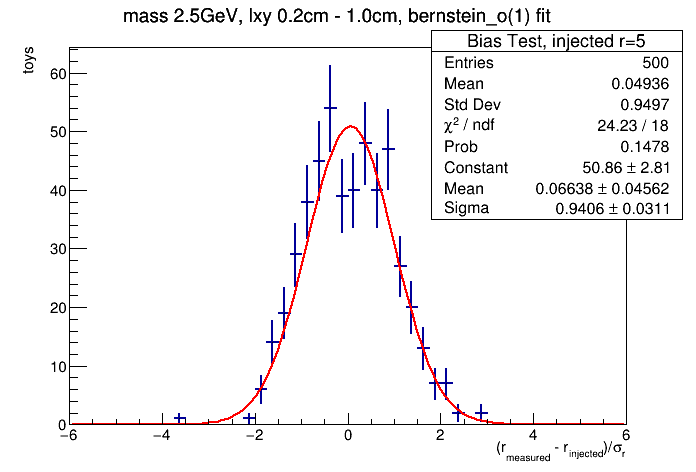 mass 2.5GeV, lxy 0.2cm - 1.0cm, bernstein_o(1) fit
Bias Test, injected r=5
Entries 500
Mean 0.04936
Std Dev 0.9497
χ² / ndf 24.23 / 18
Prob 0.1478
Constant 50.86 ± 2.81
Mean 0.06638 ± 0.04562
Sigma 0.9406 ± 0.0311
toys
60
50
40
30
20
10
0
−6 −4 −2 0 2 4 6
(r_measured - r_injected)/σ_r